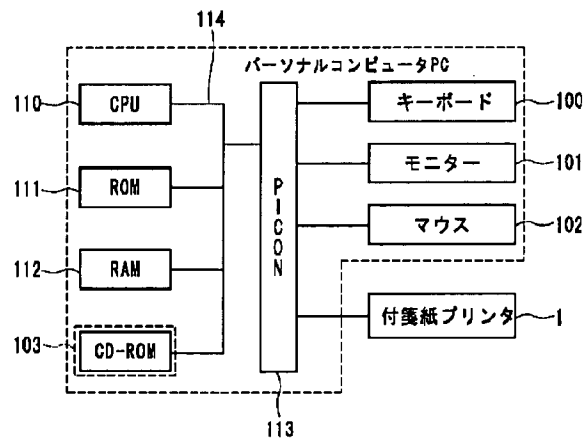 114
パーソナルコンピュータPC
110
CPU
キーボード
100
111
ROM
モニター
101
PICON
マウス
102
112
RAM
103
CD-ROM
付箋紙プリンタ
1
113